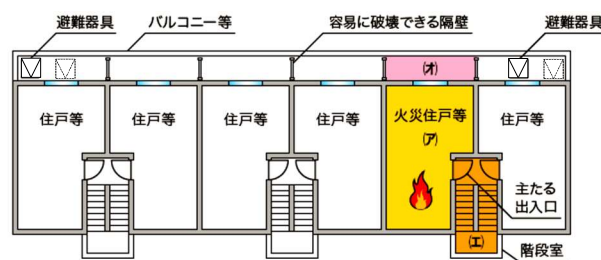 避難器具
バルコニー等
容易に破壊できる隔壁
避難器具
(オ)
住戸等
住戸等
住戸等
住戸等
火災住戸等
(ア)
住戸等
主たる
出入口
(エ)
階段室